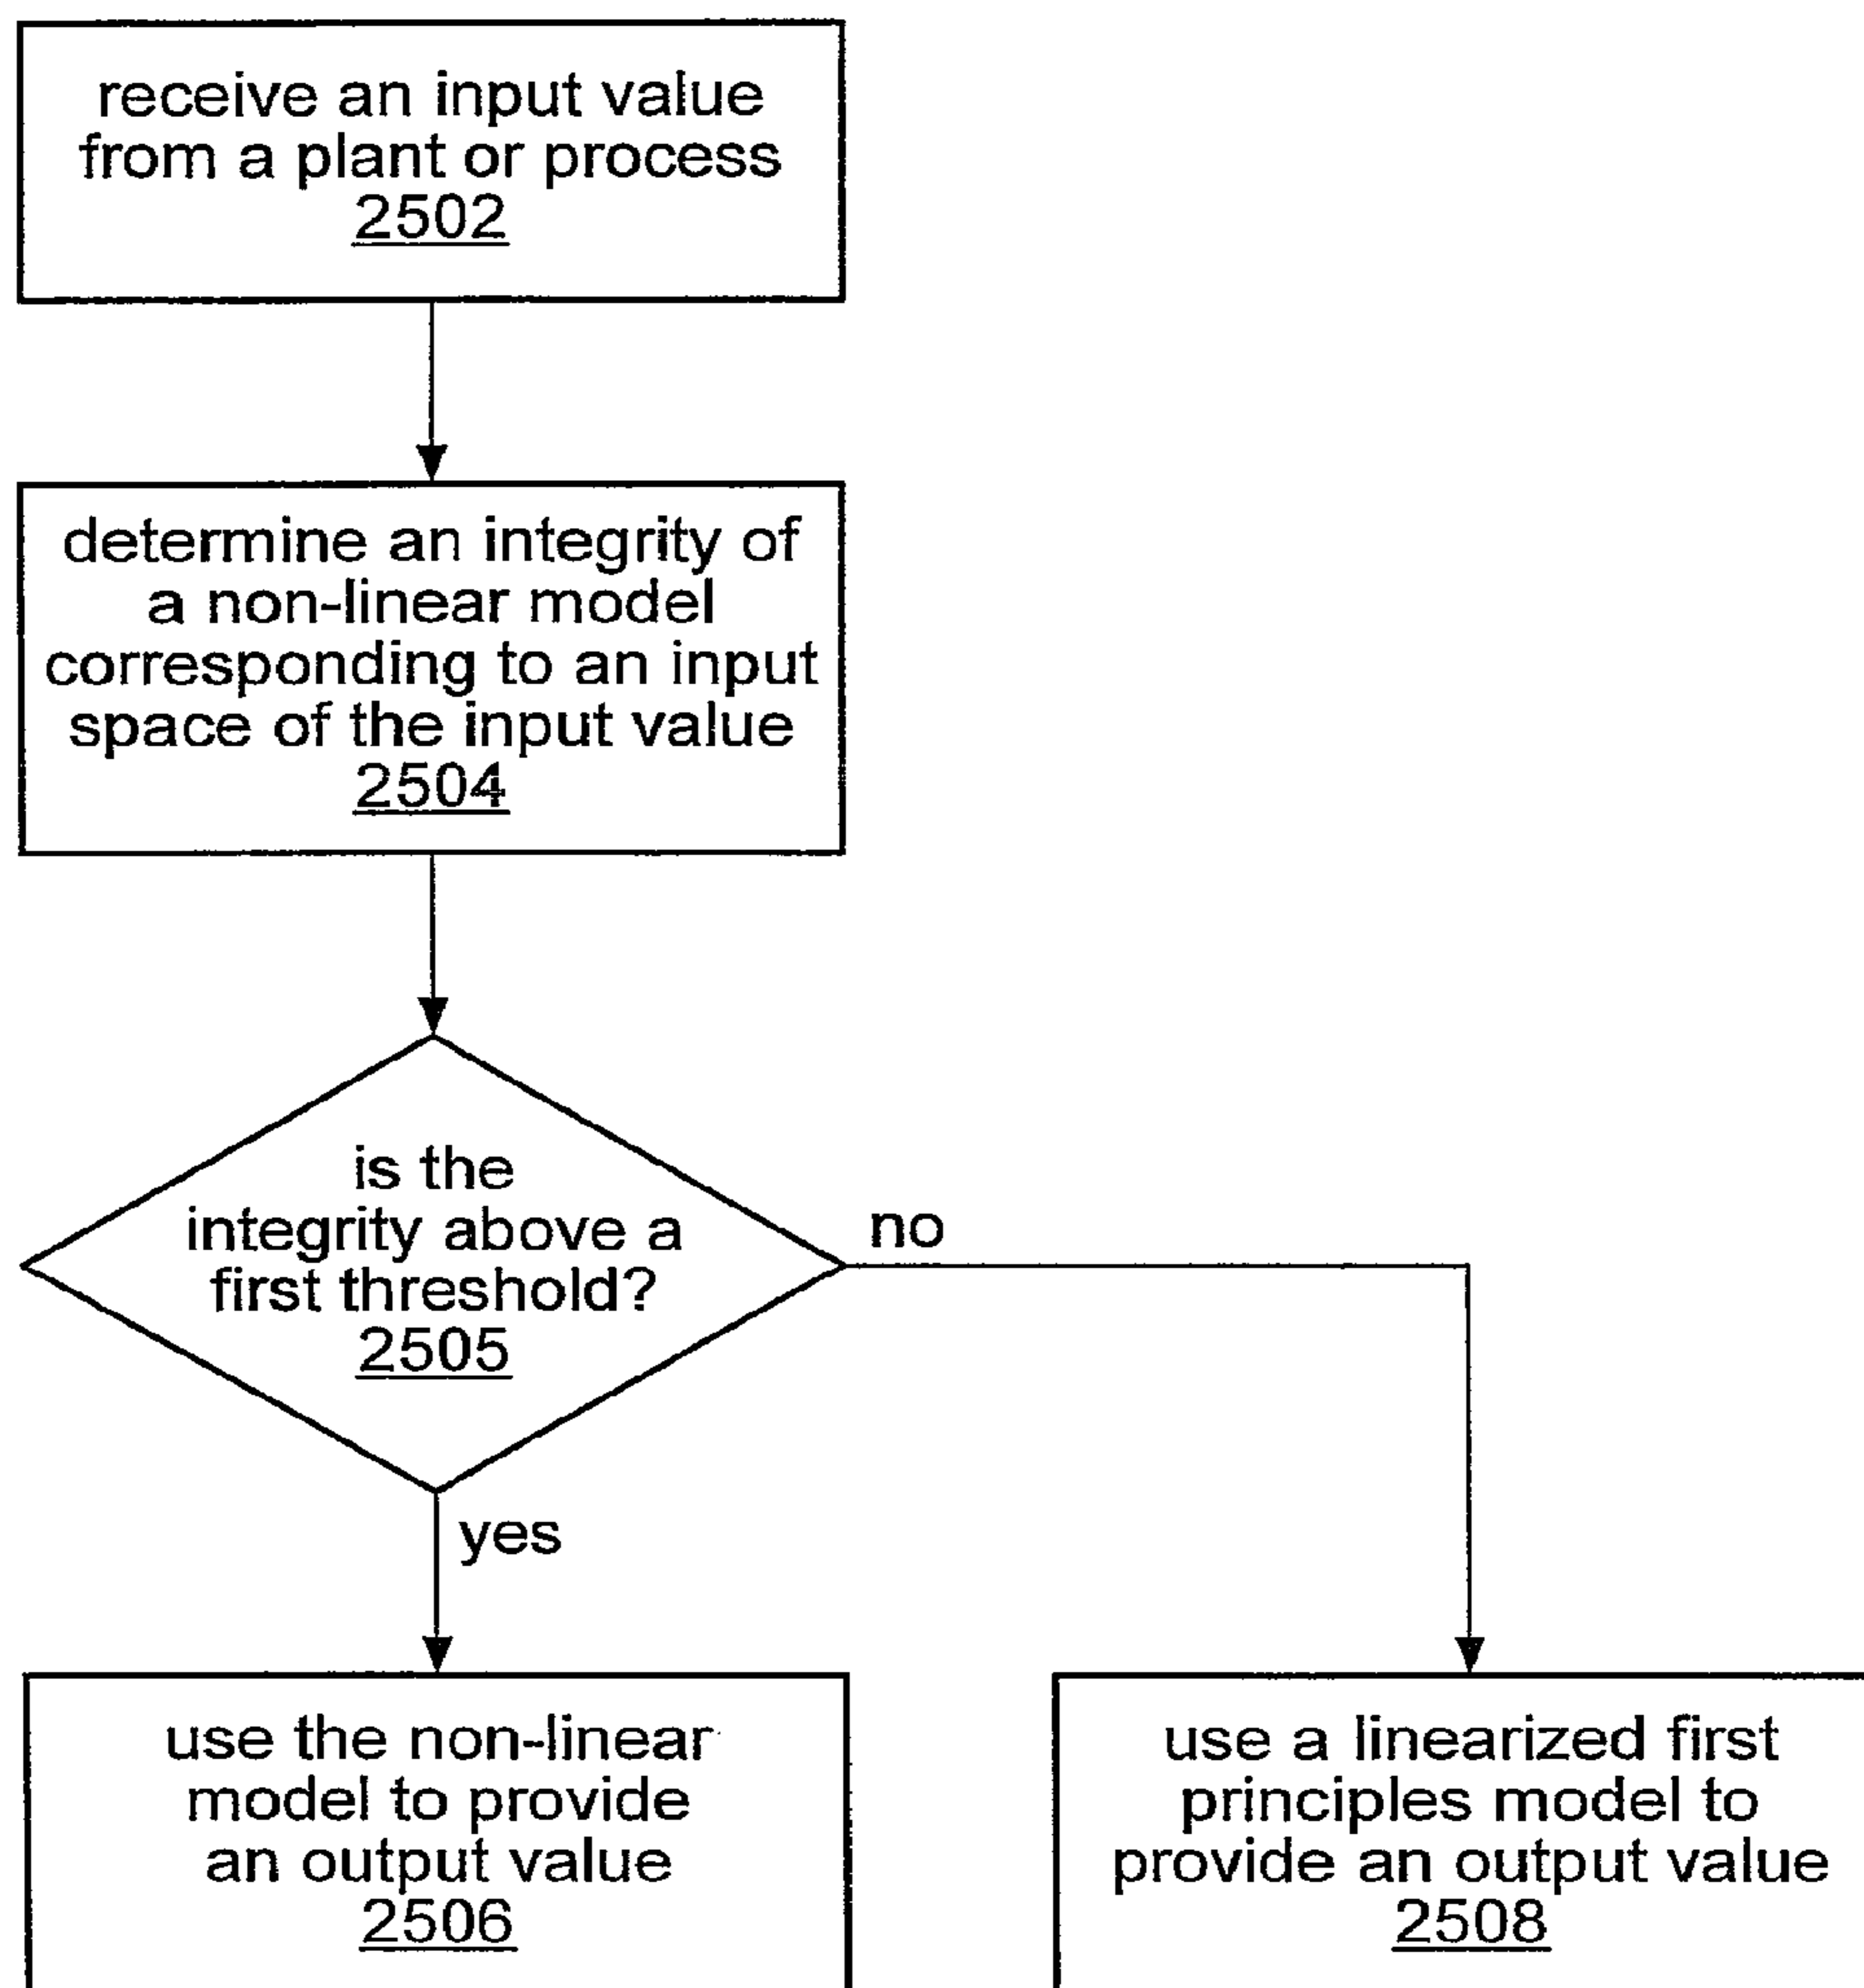 receive an input value
from a plant or process
2502
determine an integrity of
a non-linear model
corresponding to an input
space of the input value
2504
is the
integrity above a
first threshold?
2505
no
yes
use the non-linear
model to provide
an output value
2506
use a linearized first
principles model to
provide an output value
2508